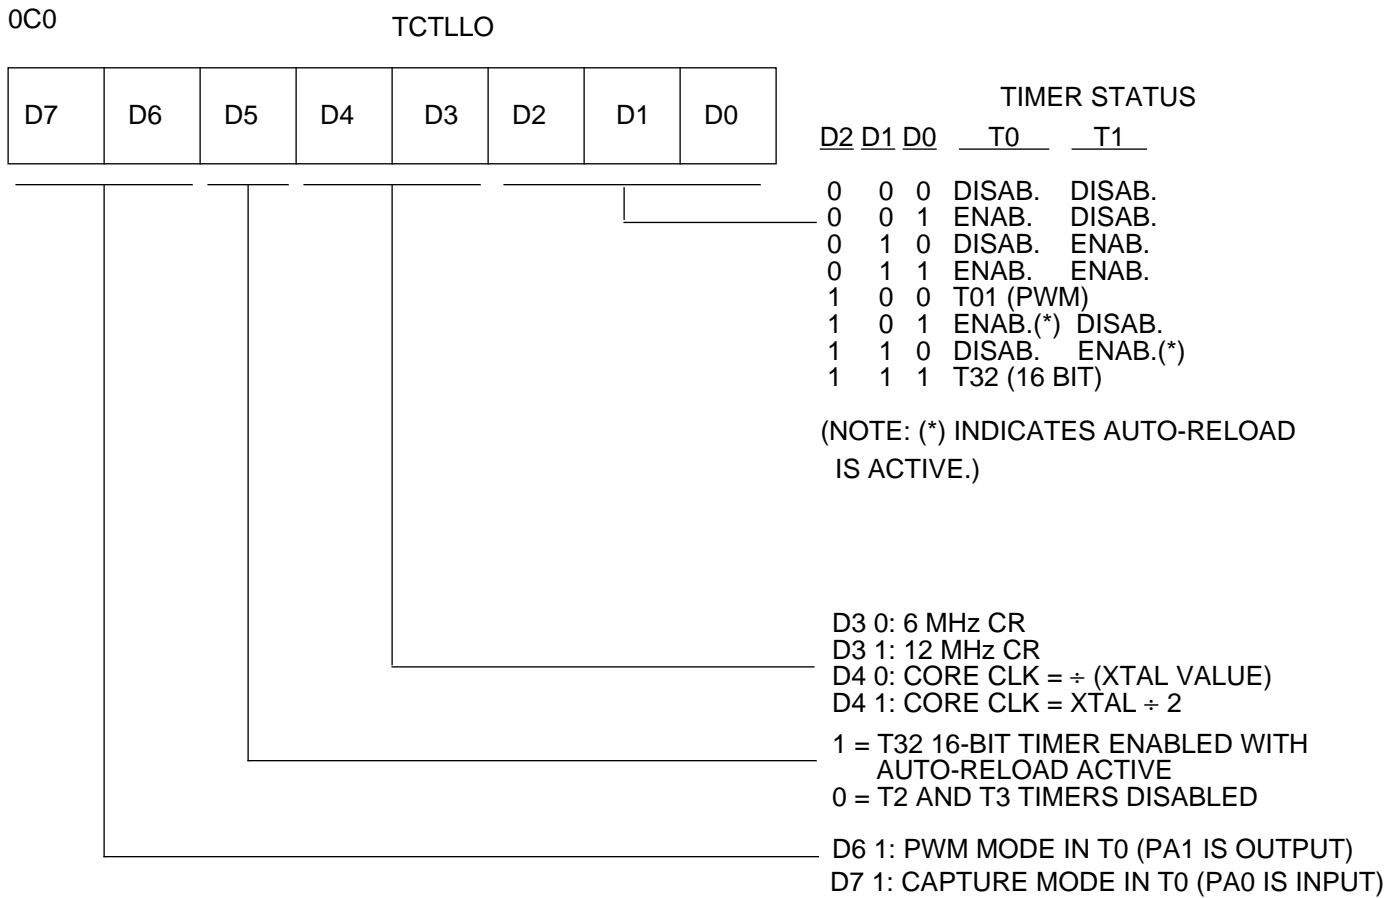 0C0
TCTLLO
D7 D6 D5 D4 D3 D2 D1 D0
TIMER STATUS
D2 D1 D0 T0 T1
0 0 0 DISAB. DISAB.
0 0 1 ENAB. DISAB.
0 1 0 DISAB. ENAB.
0 1 1 ENAB. ENAB.
1 0 0 T01 (PWM)
1 0 1 ENAB.(*) DISAB.
1 1 0 DISAB. ENAB.(*)
1 1 1 T32 (16 BIT)
(NOTE: (*) INDICATES AUTO-RELOAD
IS ACTIVE.)
D3 0: 6 MHz CR
D3 1: 12 MHz CR
D4 0: CORE CLK = ÷ (XTAL VALUE)
D4 1: CORE CLK = XTAL ÷ 2
1 = T32 16-BIT TIMER ENABLED WITH
AUTO-RELOAD ACTIVE
0 = T2 AND T3 TIMERS DISABLED
D6 1: PWM MODE IN T0 (PA1 IS OUTPUT)
D7 1: CAPTURE MODE IN T0 (PA0 IS INPUT)